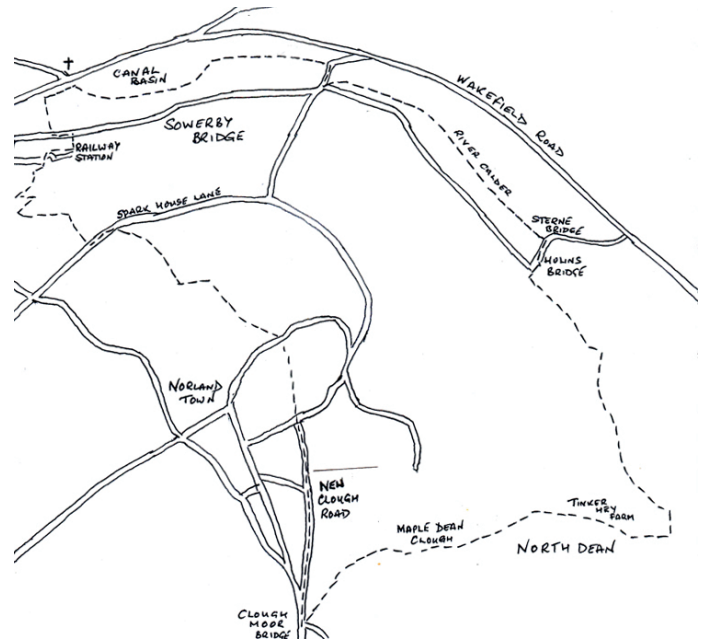 CANAL
BASIN
WAKEFIELD ROAD
SOWERBY
BRIDGE
RIVER CALDER
RAILWAY
STATION
SPARK HOUSE LANE
STERNE
BRIDGE
HOLINS
BRIDGE
NORLAND
TOWN
NEW
CLOUGH
ROAD
TINKER
HEY
FARM
MAPLE DEAN
CLOUGH
NORTH DEAN
CLOUGH
MOOR
BRIDGE